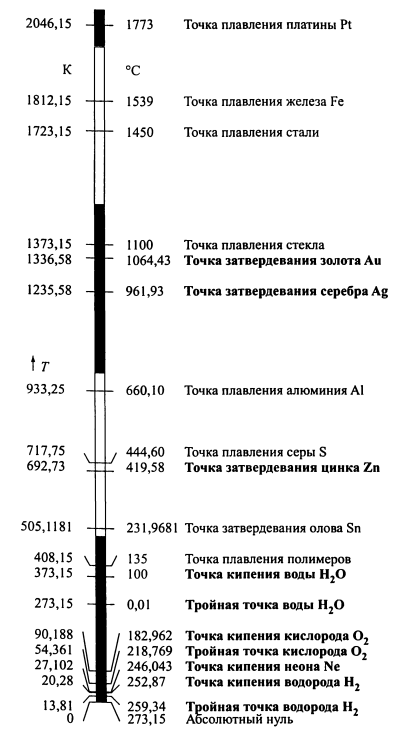 2046,15 1773 Точка плавления платины Pt
К °C
1812,15 1539 Точка плавления железа Fe
1723,15 1450 Точка плавления стали
1373,15 1100 Точка плавления стекла
1336,58 1064,43 Точка затвердевания золота Au
1235,58 961,93 Точка затвердевания серебра Ag
↑ T
933,25 660,10 Точка плавления алюминия Al
717,75 444,60 Точка плавления серы S
692,73 419,58 Точка затвердевания цинка Zn
505,1181 231,9681 Точка затвердевания олова Sn
408,15 135 Точка плавления полимеров
373,15 100 Точка кипения воды H₂O
273,15 0,01 Тройная точка воды H₂O
90,188 182,962 Точка кипения кислорода O₂
54,361 218,769 Тройная точка кислорода O₂
27,102 246,043 Точка кипения неона Ne
20,28 252,87 Точка кипения водорода H₂
13,81 259,34 Тройная точка водорода H₂
0 273,15 Абсолютный нуль